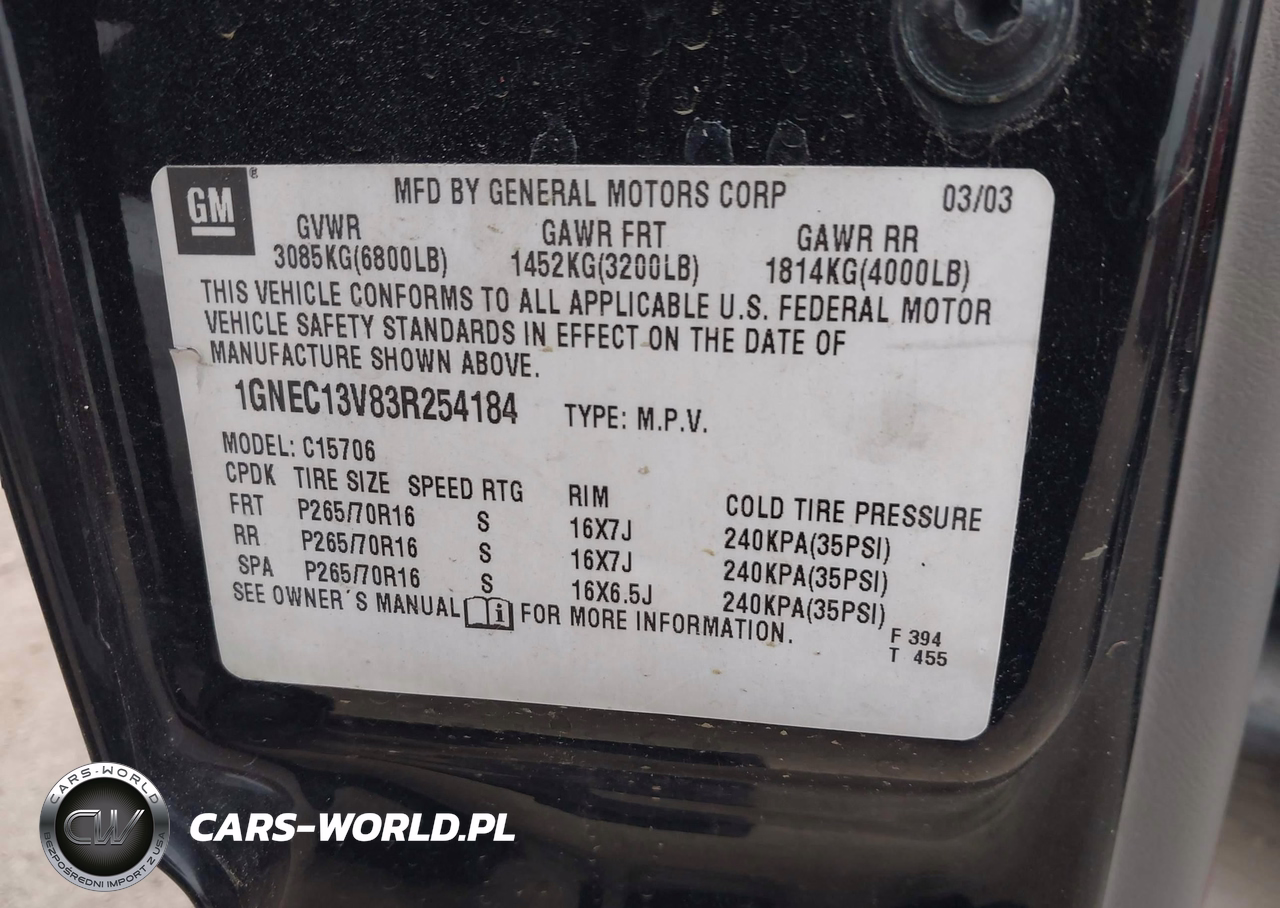 GM ®
MFD BY GENERAL MOTORS CORP 03/03
GVWR GAWR FRT GAWR RR
3085KG(6800LB) 1452KG(3200LB) 1814KG(4000LB)
THIS VEHICLE CONFORMS TO ALL APPLICABLE U.S. FEDERAL MOTOR
VEHICLE SAFETY STANDARDS IN EFFECT ON THE DATE OF
MANUFACTURE SHOWN ABOVE.
1GNEC13V83R254184 TYPE: M.P.V.
MODEL: C15706
CPDK TIRE SIZE SPEED RTG RIM COLD TIRE PRESSURE
FRT P265/70R16 S 16X7J 240KPA(35PSI)
RR P265/70R16 S 16X7J 240KPA(35PSI)
SPA P265/70R16 S 16X6.5J 240KPA(35PSI)
SEE OWNER´S MANUAL i FOR MORE INFORMATION.
F 394
T 455
CARS-WORLD
CW
BEZPOŚREDNI IMPORT Z USA
CARS-WORLD.PL